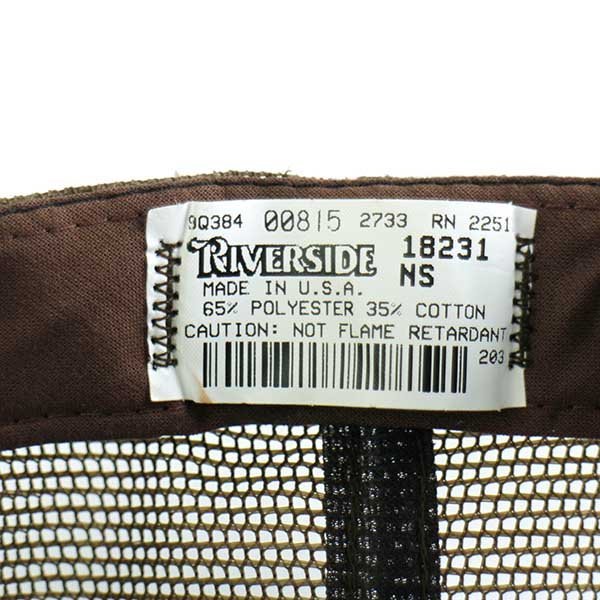 9Q384 00815 2733 RN 2251
RIVERSIDE 18231
MADE IN U.S.A. NS
65% POLYESTER 35% COTTON
CAUTION: NOT FLAME RETARDANT
203